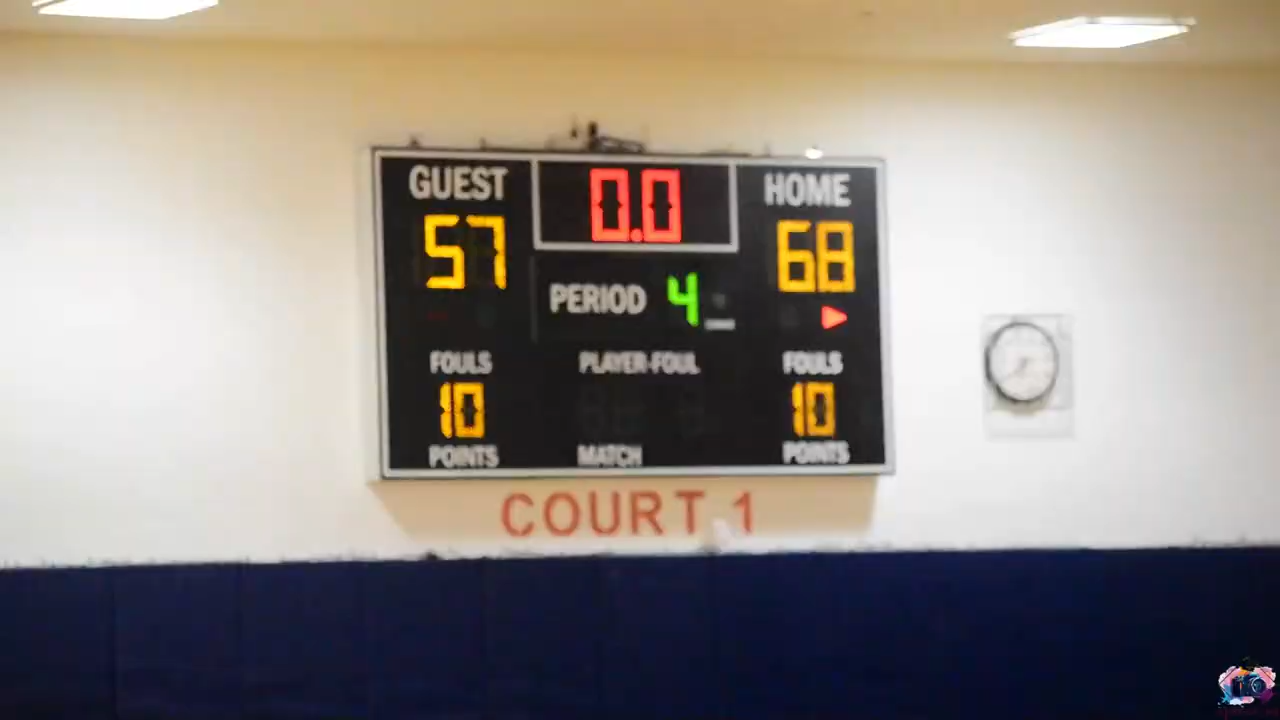 GUEST 0.0 HOME
57 68
PERIOD 4
FOULS PLAYER-FOUL FOULS
10 10
POINTS MATCH POINTS
COURT 1